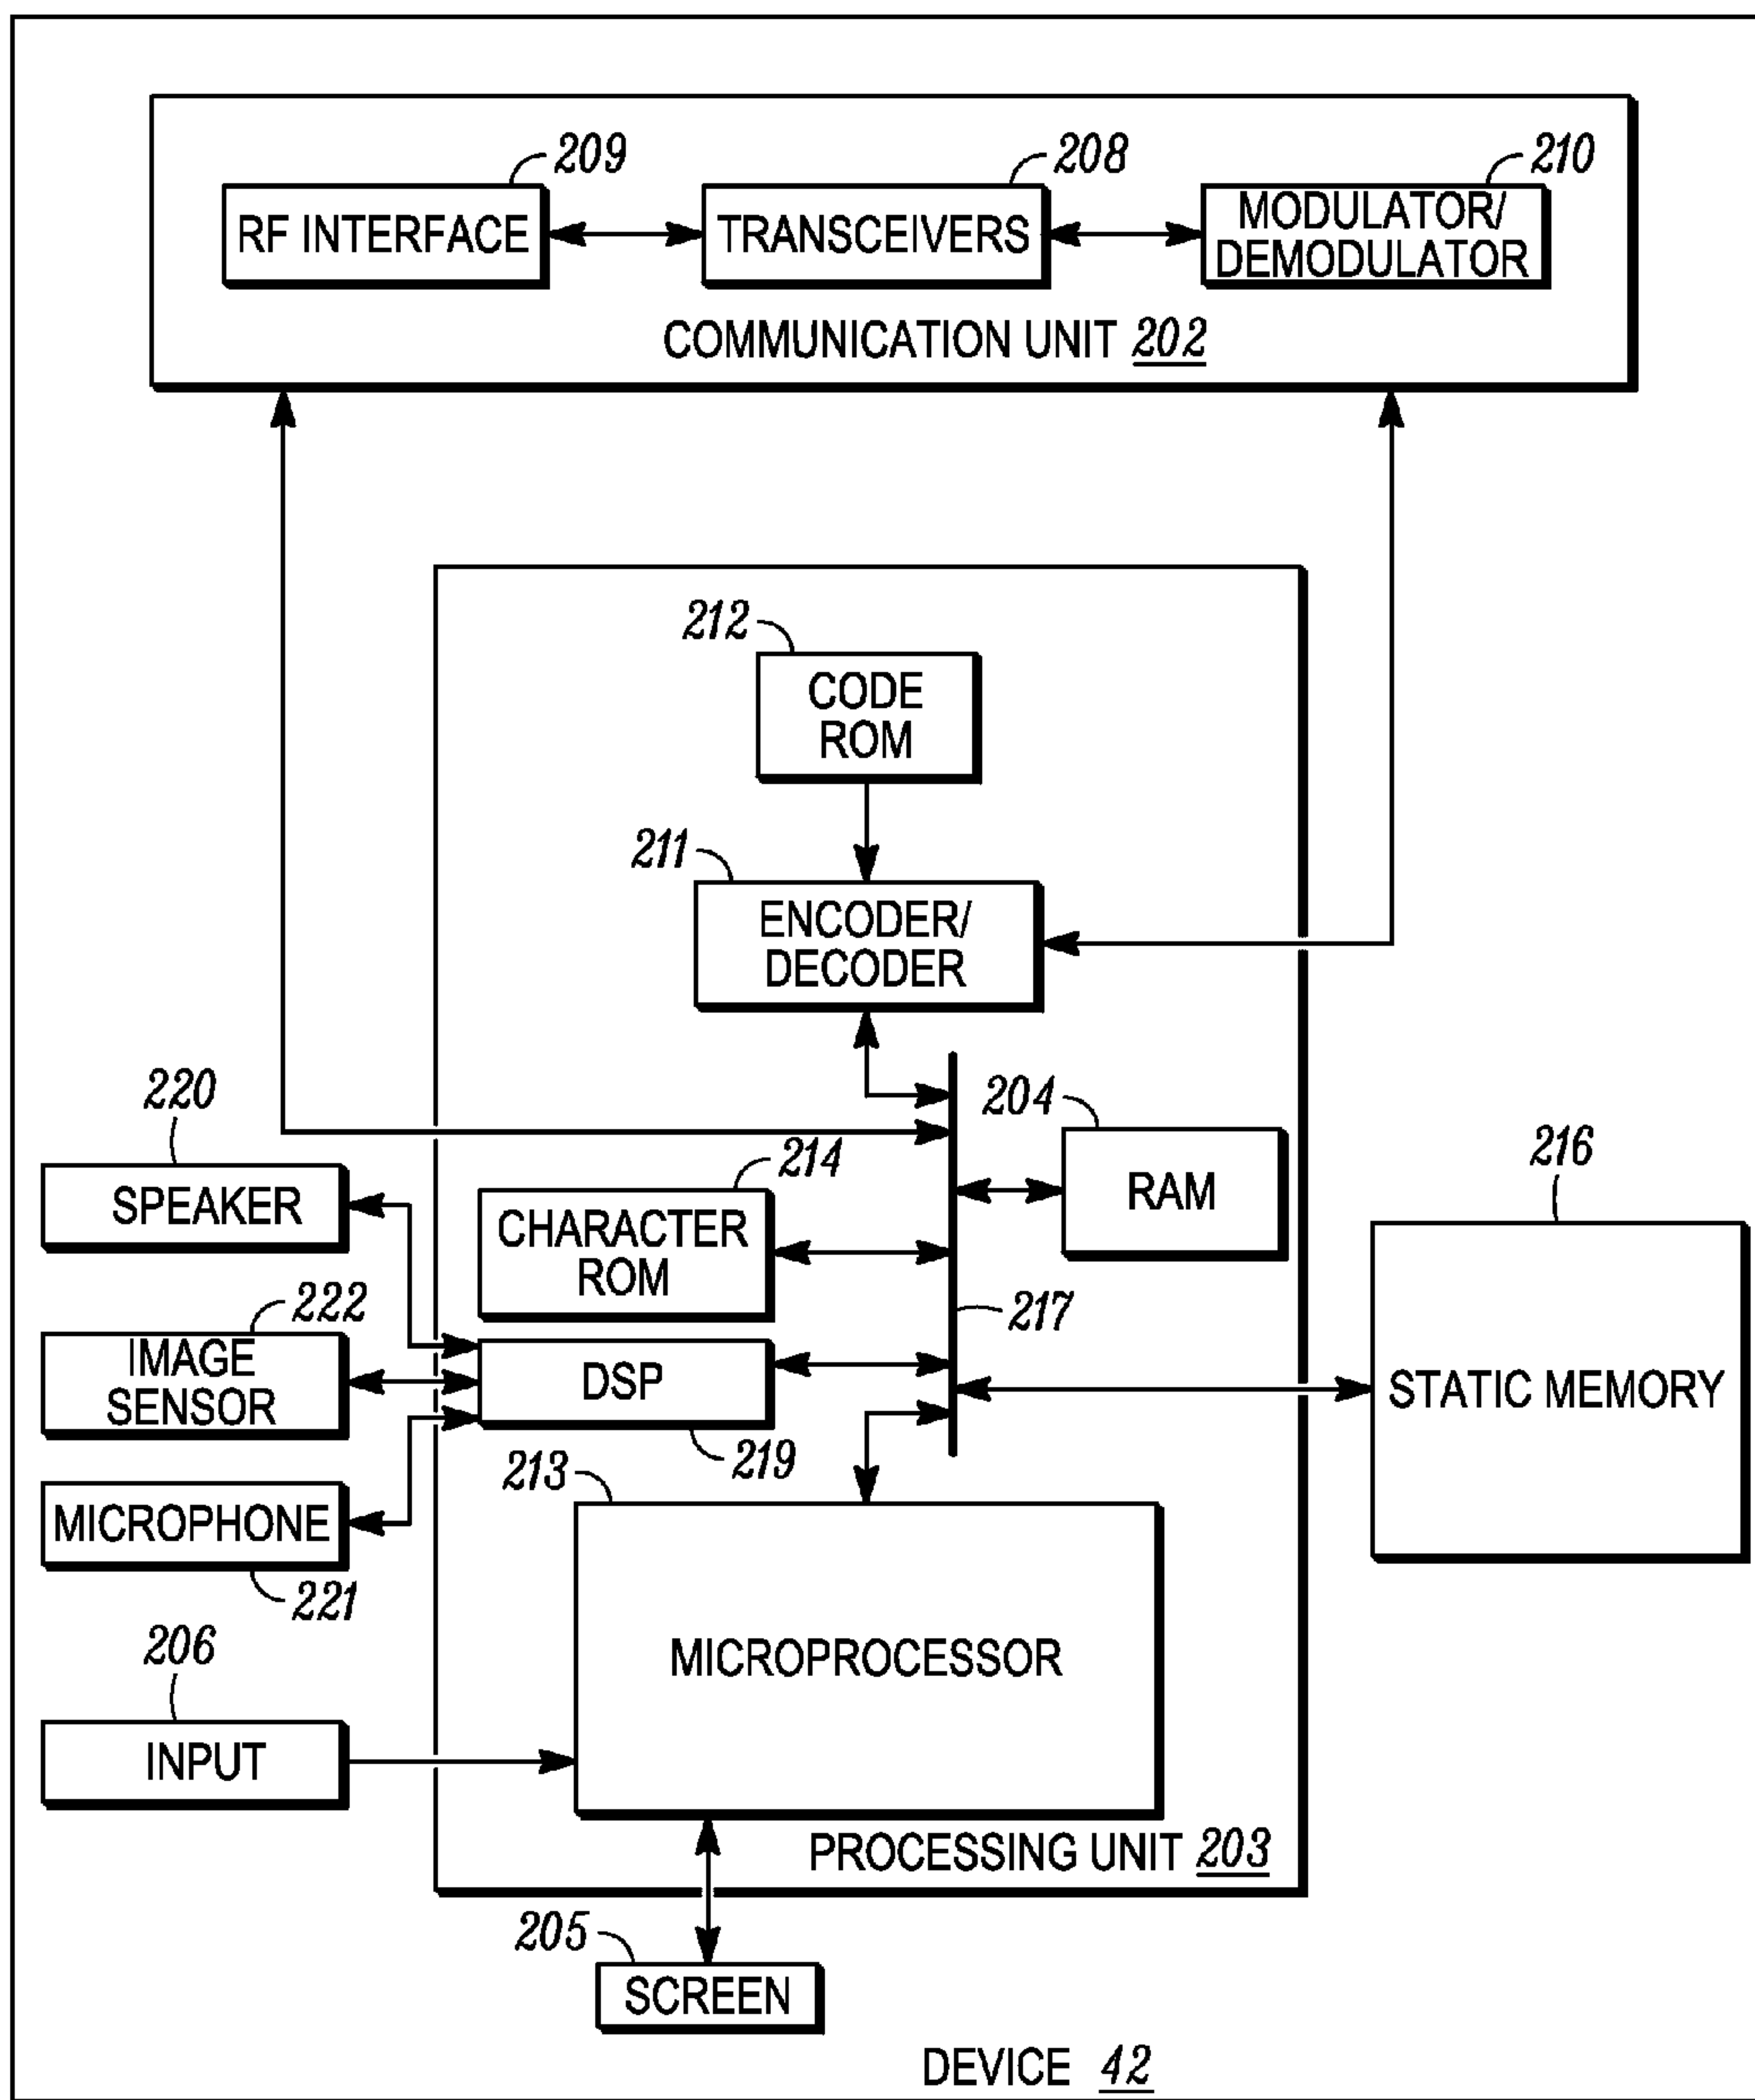 209
208
210
RF INTERFACE
TRANSCEIVERS
MODULATOR/
DEMODULATOR
COMMUNICATION UNIT 202
212
CODE
ROM
211
ENCODER/
DECODER
220
204
214
216
SPEAKER
RAM
CHARACTER
ROM
222
217
IMAGE
SENSOR
DSP
STATIC MEMORY
219
213
MICROPHONE
221
206
MICROPROCESSOR
INPUT
PROCESSING UNIT 203
205
SCREEN
DEVICE 42